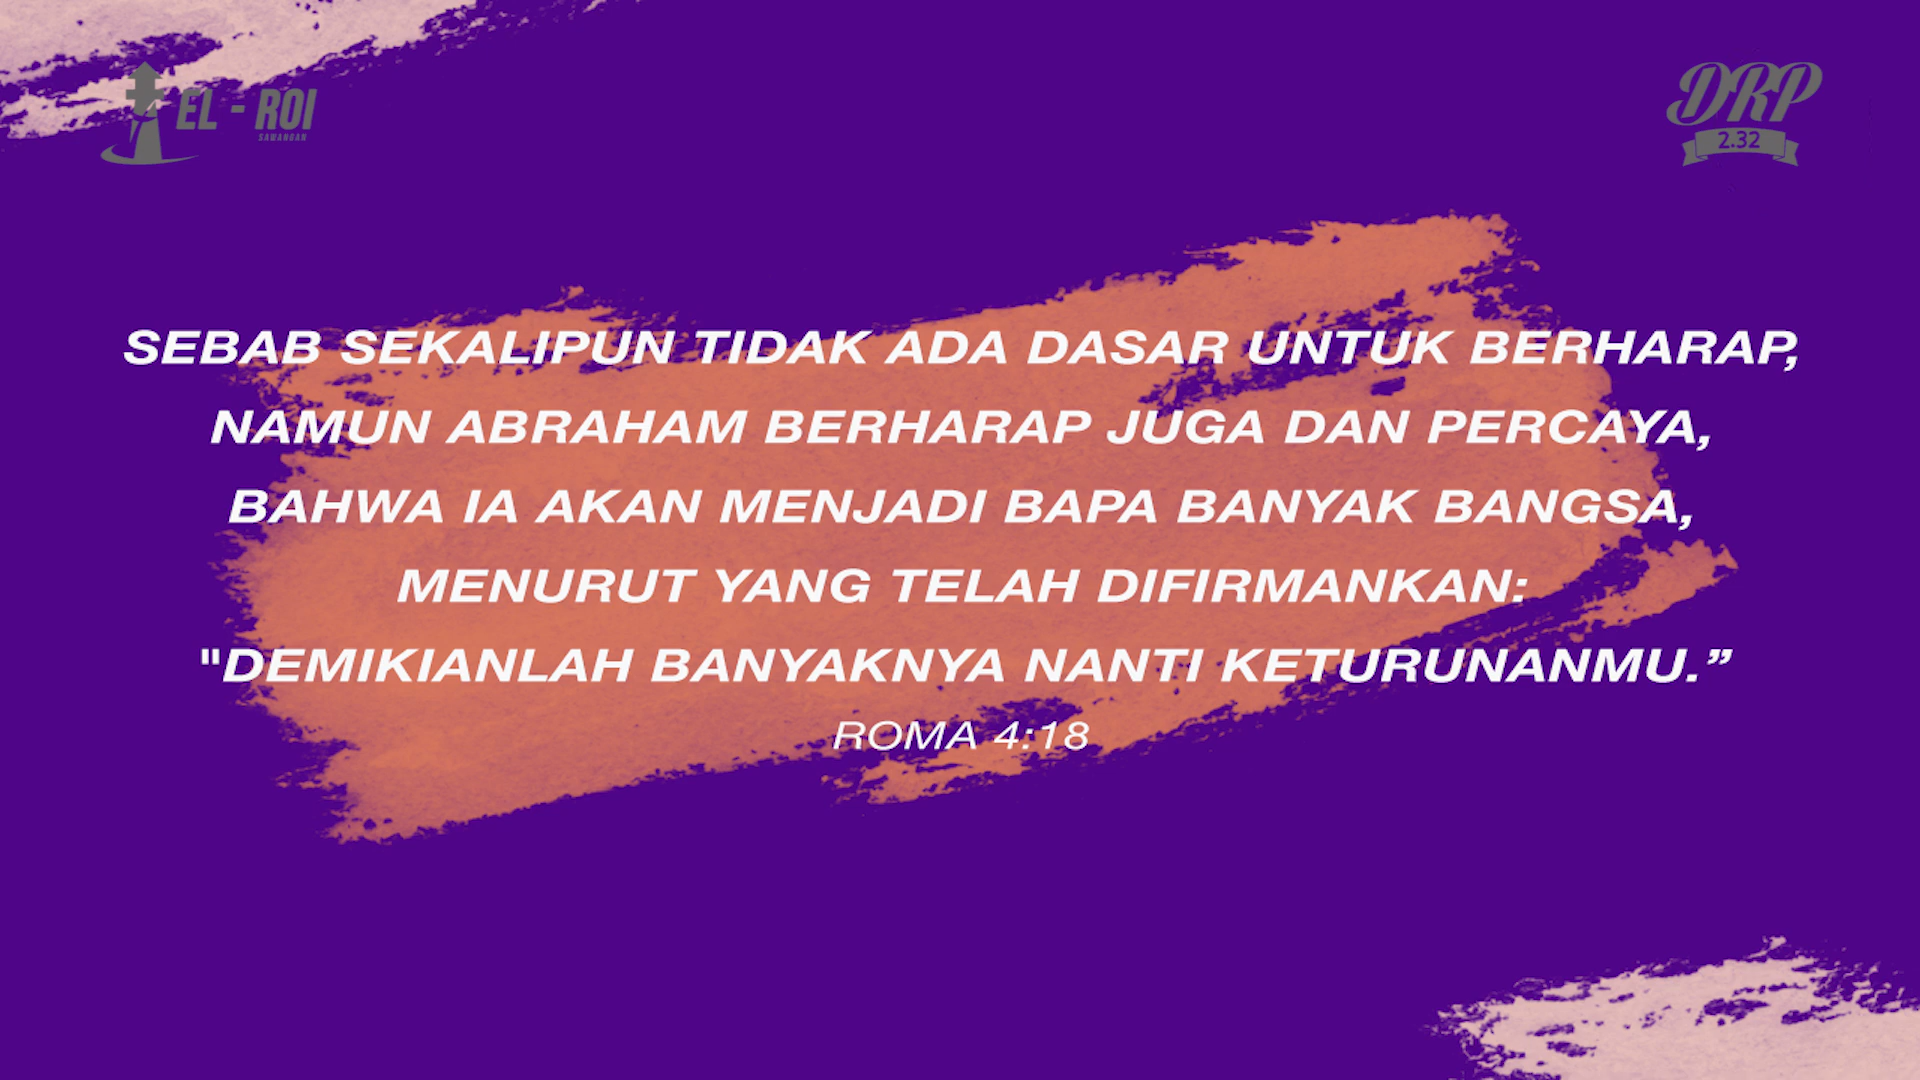 EL - ROI
SAWANGAN
DRP
2.32
SEBAB SEKALIPUN TIDAK ADA DASAR UNTUK BERHARAP,
NAMUN ABRAHAM BERHARAP JUGA DAN PERCAYA,
BAHWA IA AKAN MENJADI BAPA BANYAK BANGSA,
MENURUT YANG TELAH DIFIRMANKAN:
"DEMIKIANLAH BANYAKNYA NANTI KETURUNANMU.”
ROMA 4:18